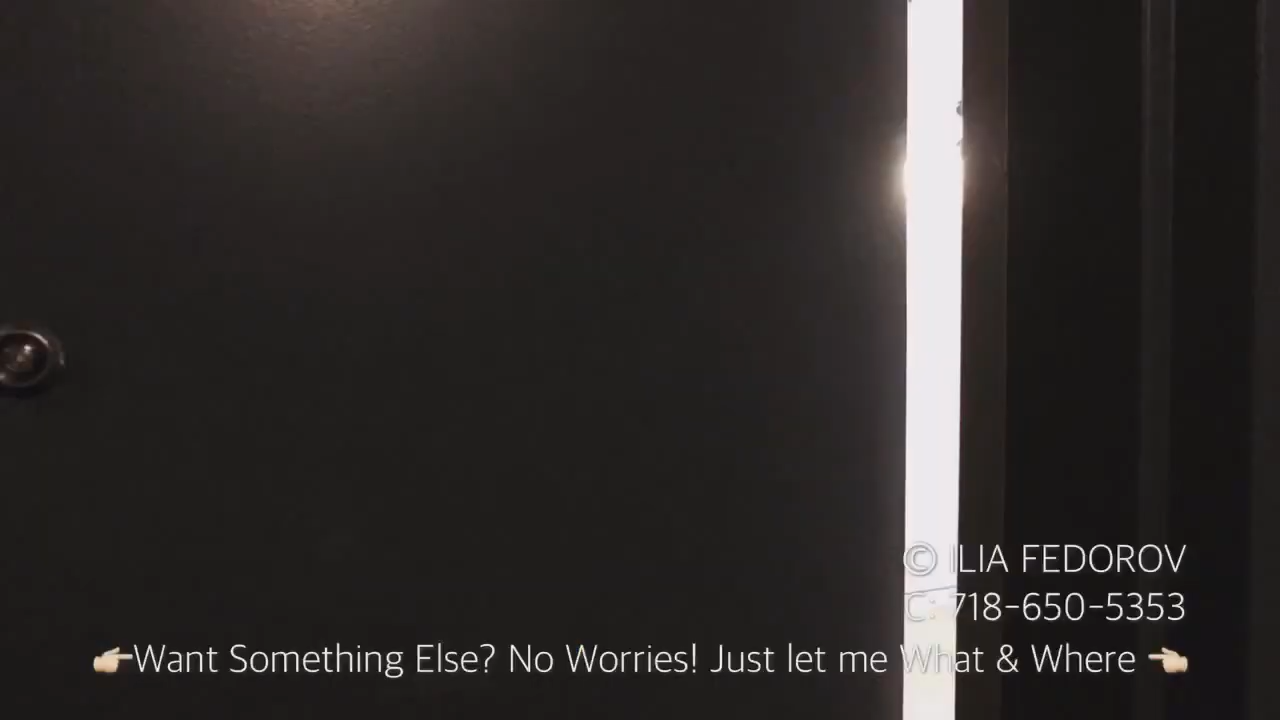 © ILIA FEDOROV
C: 718-650-5353
👉🏻Want Something Else? No Worries! Just let me What & Where 👈🏻